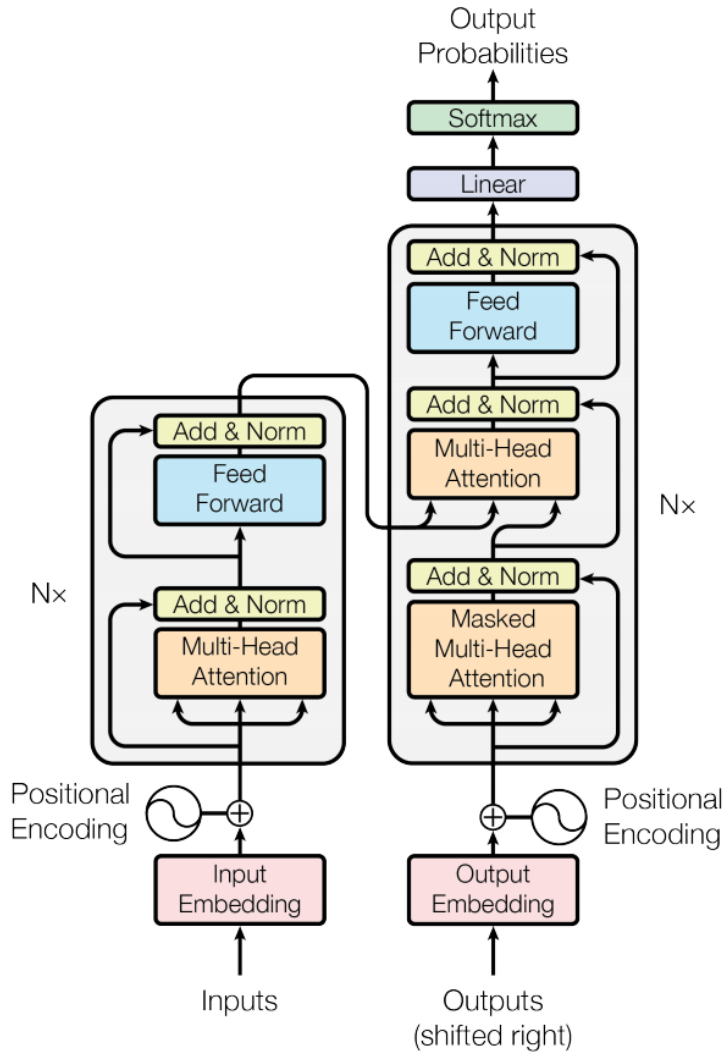 Output
Probabilities
Softmax
Linear
Add & Norm
Feed
Forward
Add & Norm
Multi-Head
Attention
Add & Norm
Masked
Multi-Head
Attention
N×
Add & Norm
Feed
Forward
Add & Norm
Multi-Head
Attention
N×
Positional
Encoding
Positional
Encoding
Input
Embedding
Output
Embedding
Inputs
Outputs
(shifted right)